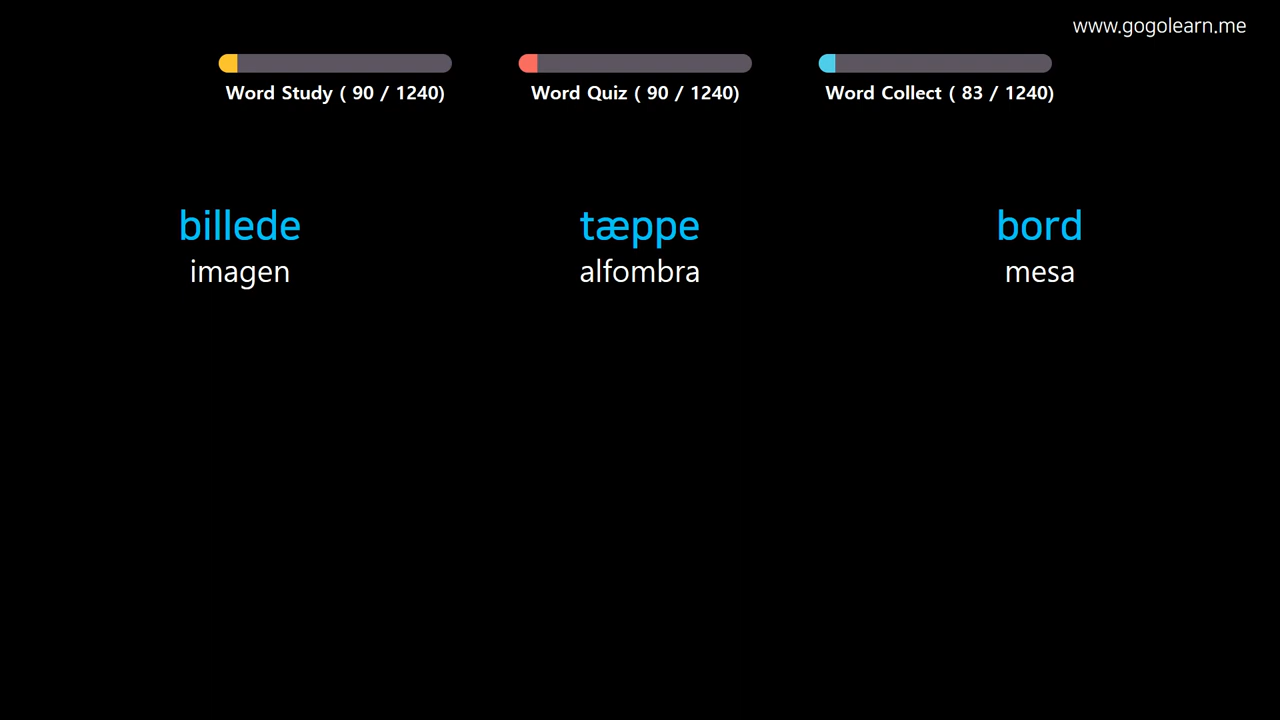 www.gogolearn.me
Word Study ( 90 / 1240)
Word Quiz ( 90 / 1240)
Word Collect ( 83 / 1240)
billede
imagen
tæppe
alfombra
bord
mesa